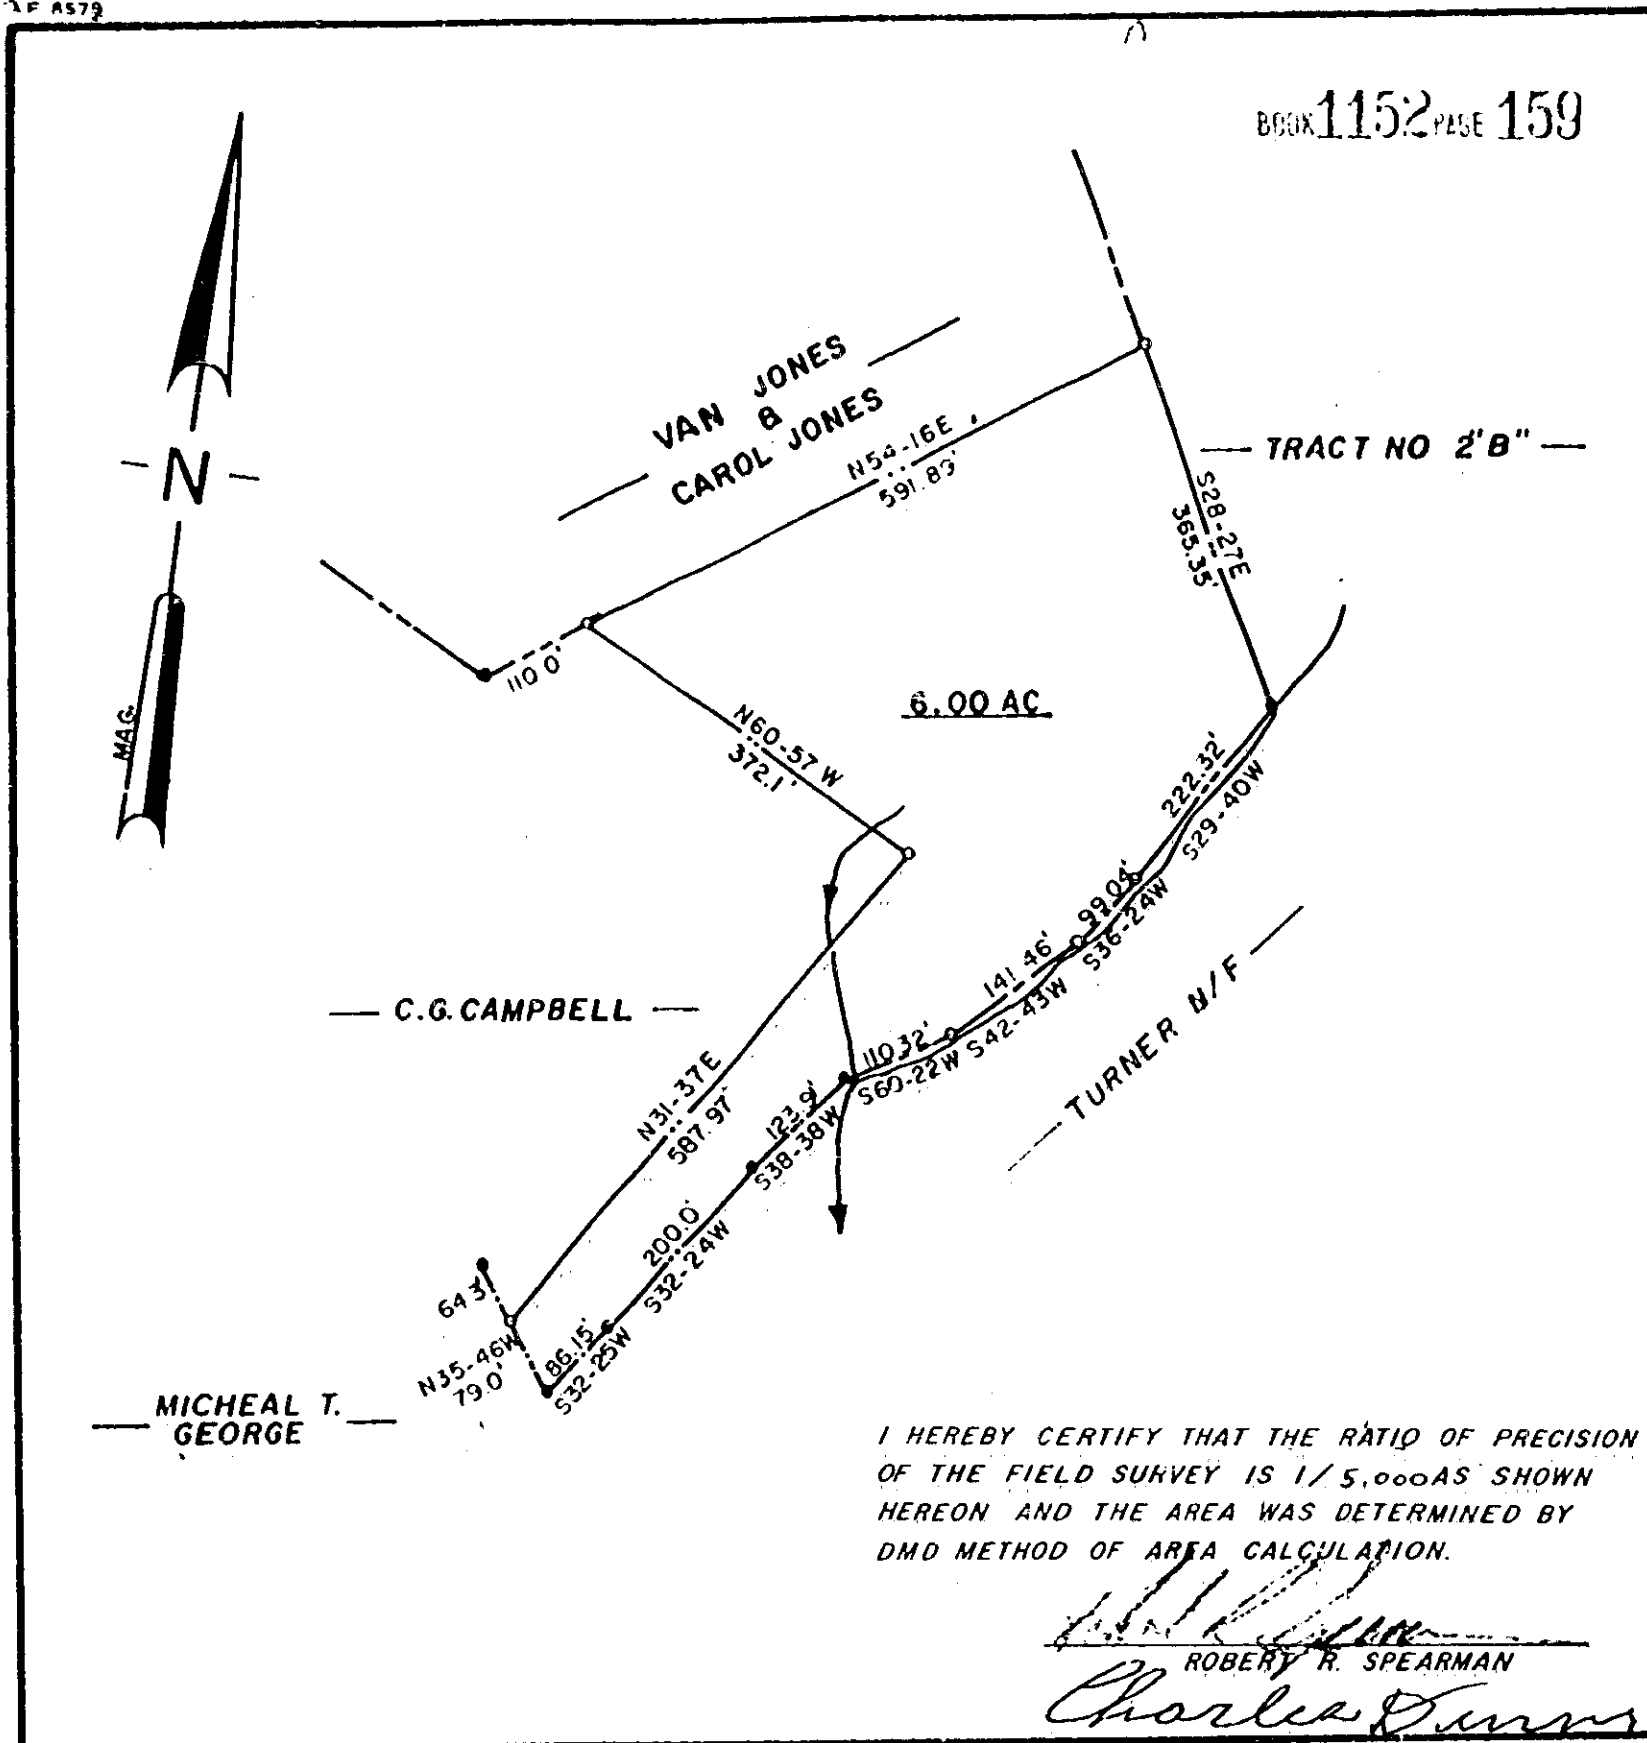 BOOK 1152 PAGE 159
VAN JONES
&
CAROL JONES
N54-16E
591.89'
N
MAG.
TRACT NO 2"B"
S28-27E
365.35'
110.0'
6.00 AC
N60-57 W
372.1'
222.32'
S29-40W
99.04'
S36-24W
141.46'
S42-43W
C.G. CAMPBELL
110.32'
S60-22W
TURNER N/F
N31-37E
587.97'
123.9'
S38-38W
200.0'
S32-24W
64.3'
N35-46W
79.0'
86.15'
S32-25W
MICHEAL T.
GEORGE
I HEREBY CERTIFY THAT THE RATIO OF PRECISION
OF THE FIELD SURVEY IS 1/5,000 AS SHOWN
HEREON AND THE AREA WAS DETERMINED BY
DMD METHOD OF AREA CALCULATION.
ROBERT R. SPEARMAN
Charles